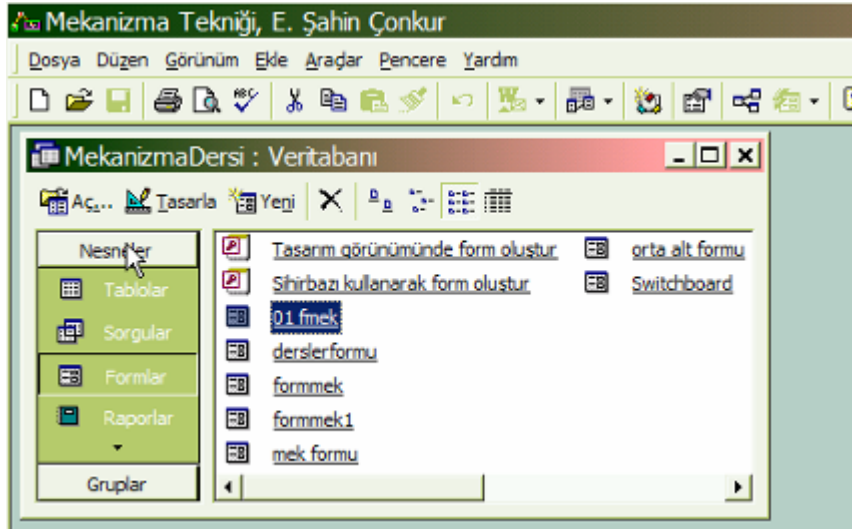 Mekanizma Tekniği, E. Şahin Çonkur
Dosya Düzen Görünüm Ekle Araçlar Pencere Yardım
MekanizmaDersi : Veritabanı
Aç... Tasarla Yeni
Nesneler
Tablolar
Sorgular
Formlar
Raporlar
Gruplar
Tasarım görünümünde form oluştur
Sihirbazı kullanarak form oluştur
01 fmek
derslerformu
formmek
formmek1
mek formu
orta alt formu
Switchboard